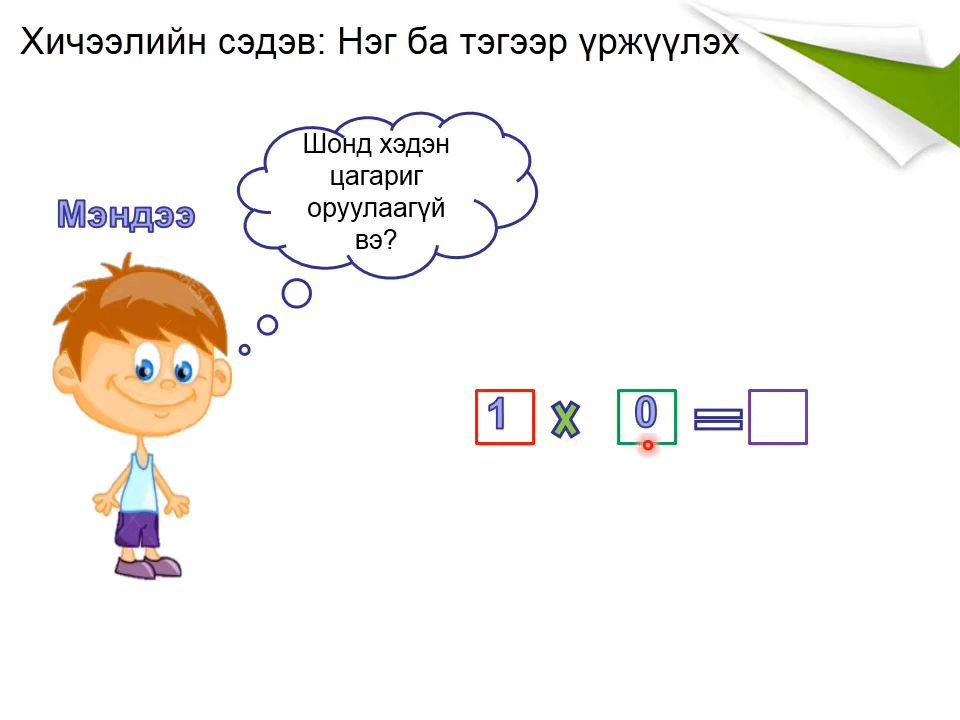 Хичээлийн сэдэв: Нэг ба тэгээр үржүүлэх
Шонд хэдэн
цагариг
оруулаагүй
вэ?
Мэндээ
1 x 0 =